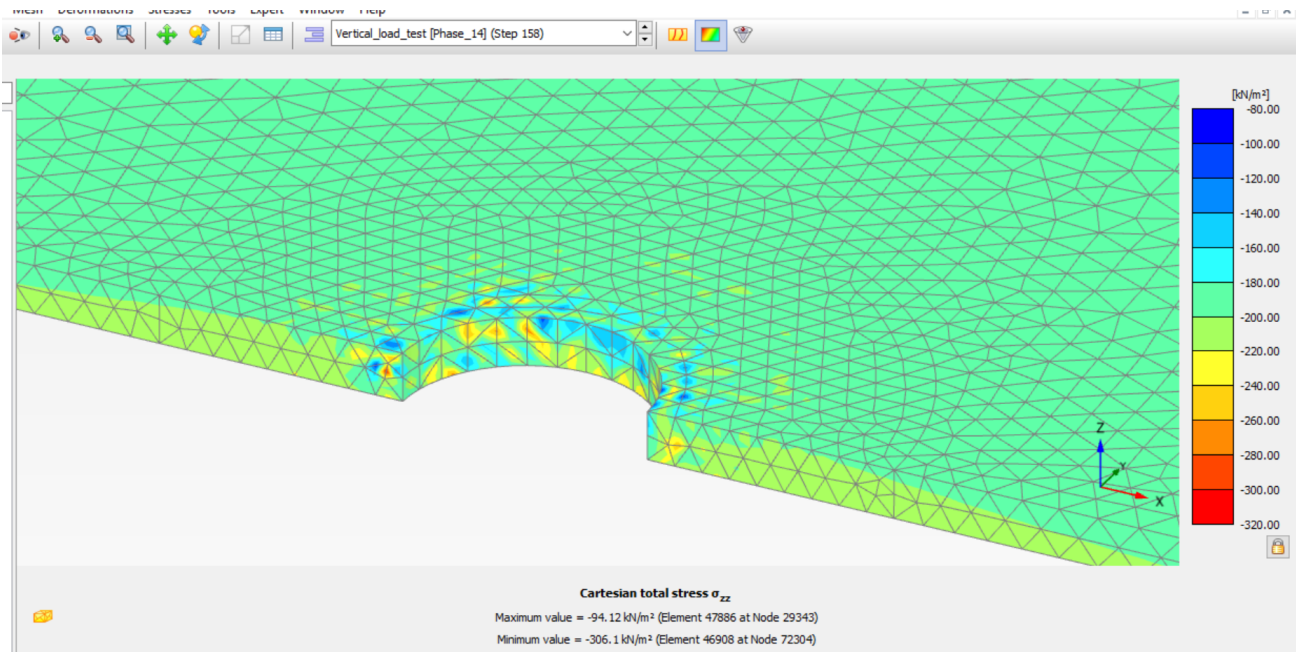 Mesh Deformations Stresses Tools Expert Window Help
Vertical_load_test [Phase_14] (Step 158)
[kN/m²]
-80.00
-100.00
-120.00
-140.00
-160.00
-180.00
-200.00
-220.00
-240.00
-260.00
-280.00
-300.00
-320.00
Z
Y
X
Cartesian total stress σzz
Maximum value = -94.12 kN/m² (Element 47886 at Node 29343)
Minimum value = -306.1 kN/m² (Element 46908 at Node 72304)